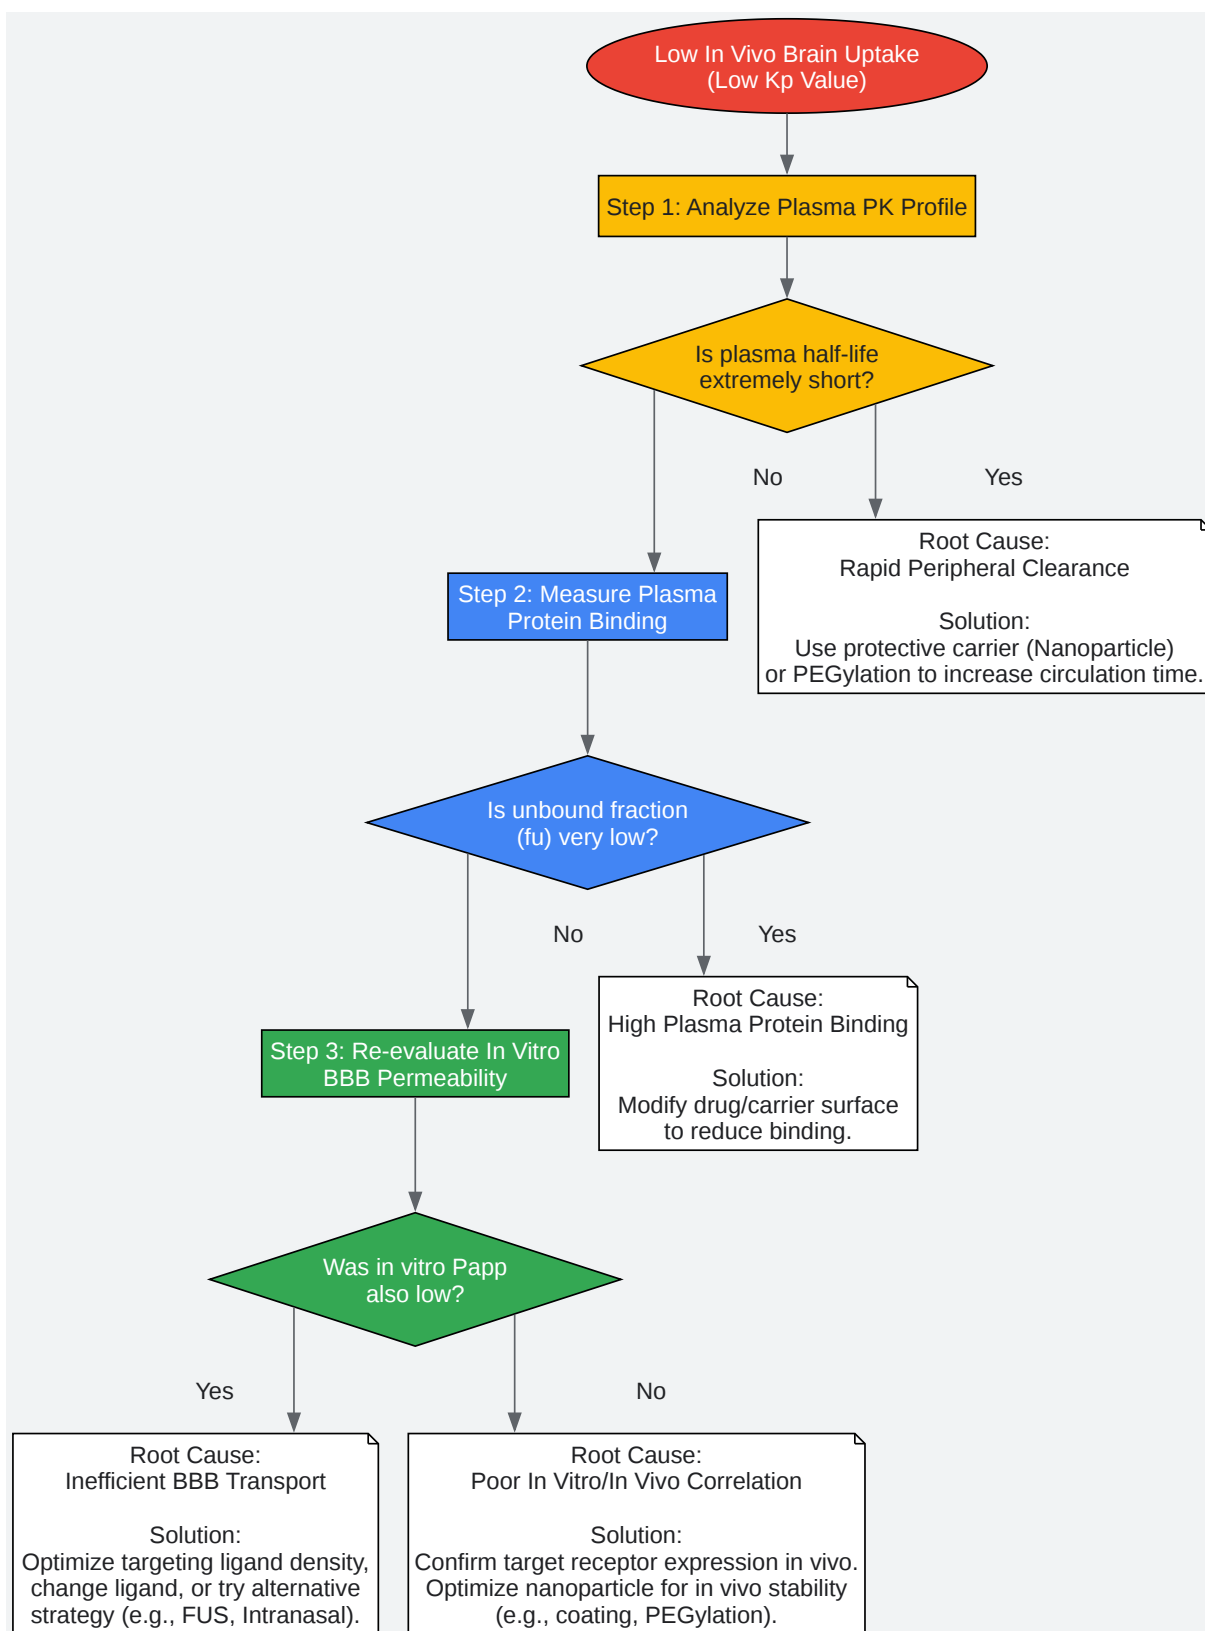 Low In Vivo Brain Uptake
(Low Kp Value)
Step 1: Analyze Plasma PK Profile
Is plasma half-life
extremely short?
No
Yes
Root Cause:
Rapid Peripheral Clearance
Solution:
Use protective carrier (Nanoparticle)
or PEGylation to increase circulation time.
Step 2: Measure Plasma
Protein Binding
Is unbound fraction
(fu) very low?
No
Yes
Root Cause:
High Plasma Protein Binding
Solution:
Modify drug/carrier surface
to reduce binding.
Step 3: Re-evaluate In Vitro
BBB Permeability
Was in vitro Papp
also low?
Yes
No
Root Cause:
Inefficient BBB Transport
Solution:
Optimize targeting ligand density,
change ligand, or try alternative
strategy (e.g., FUS, Intranasal).
Root Cause:
Poor In Vitro/In Vivo Correlation
Solution:
Confirm target receptor expression in vivo.
Optimize nanoparticle for in vivo stability
(e.g., coating, PEGylation).